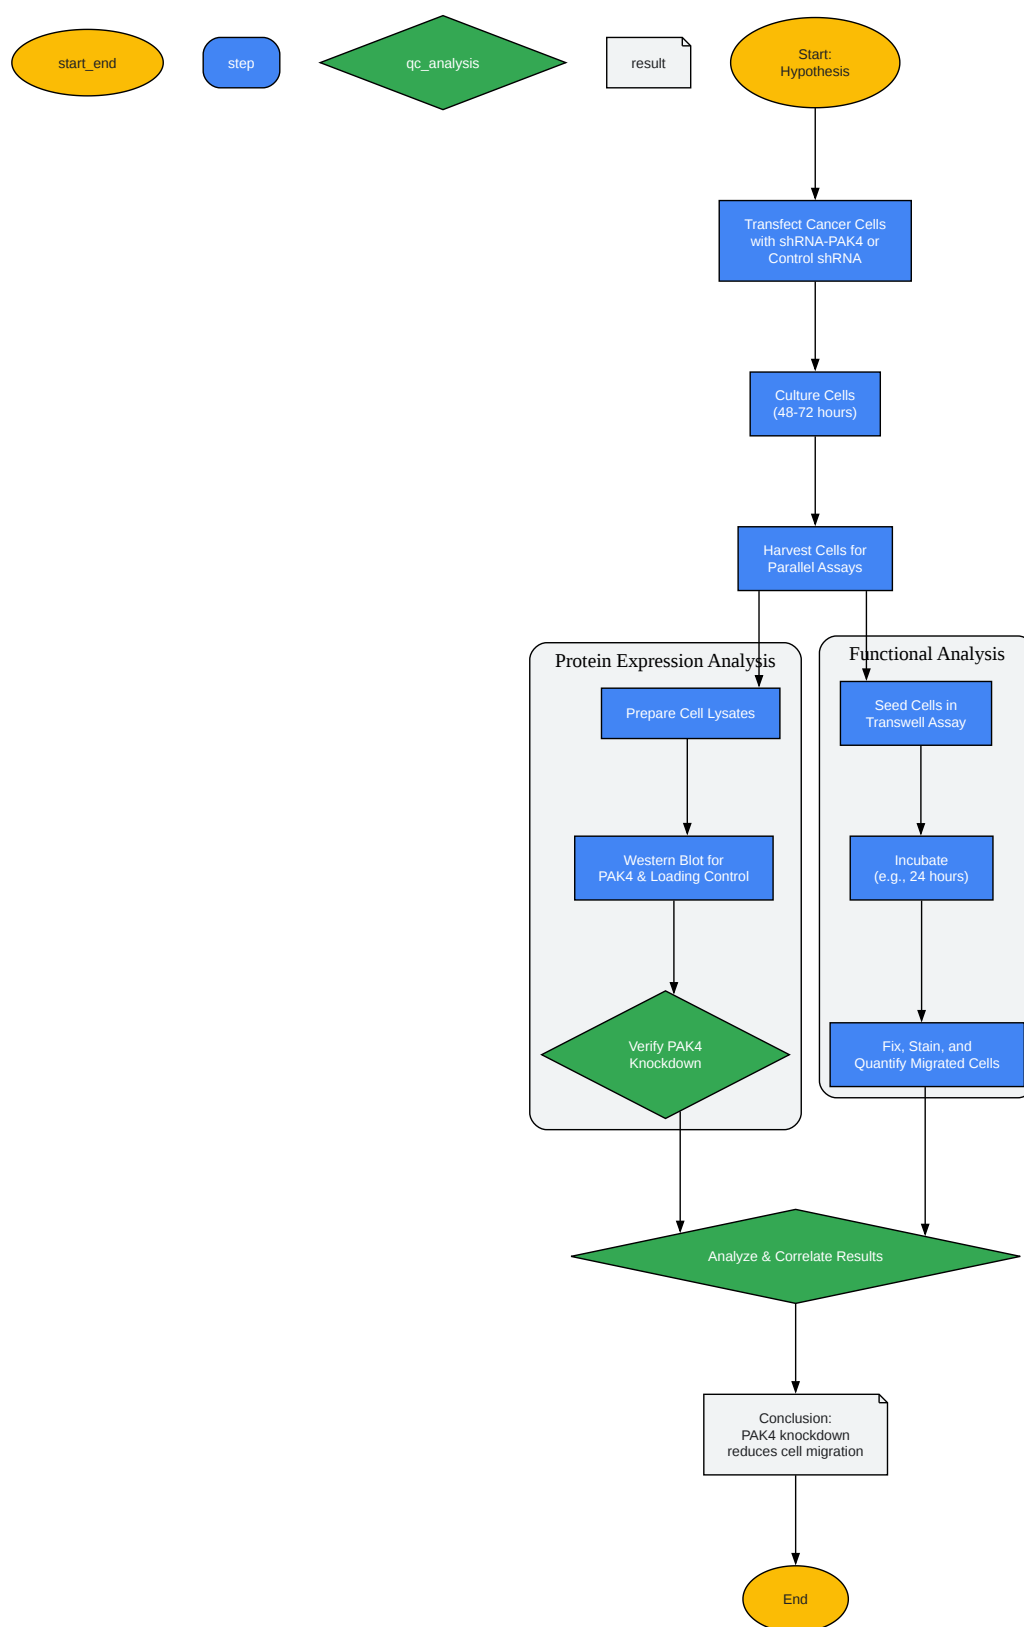 start_end
step
qc_analysis
result
Start:
Hypothesis
Transfect Cancer Cells
with shRNA-PAK4 or
Control shRNA
Culture Cells
(48-72 hours)
Harvest Cells for
Parallel Assays
Protein Expression Analysis
Prepare Cell Lysates
Western Blot for
PAK4 & Loading Control
Verify PAK4
Knockdown
Functional Analysis
Seed Cells in
Transwell Assay
Incubate
(e.g., 24 hours)
Fix, Stain, and
Quantify Migrated Cells
Analyze & Correlate Results
Conclusion:
PAK4 knockdown
reduces cell migration
End